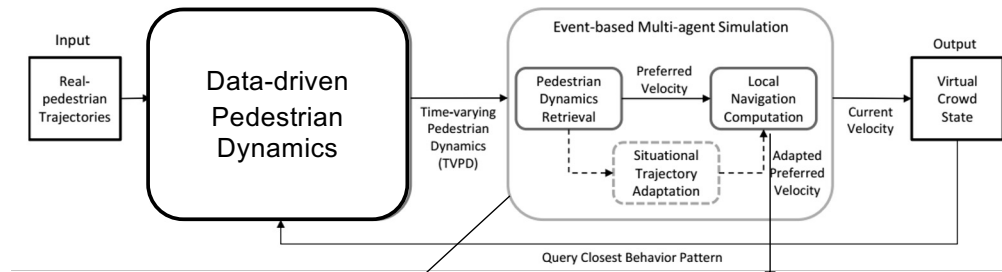 Input
Real-
pedestrian
Trajectories
Data-driven
Pedestrian
Dynamics
Time-varying
Pedestrian
Dynamics
(TVPD)
Event-based Multi-agent Simulation
Pedestrian
Dynamics
Retrieval
Preferred
Velocity
Local
Navigation
Computation
Situational
Trajectory
Adaptation
Adapted
Preferred
Velocity
Current
Velocity
Output
Virtual
Crowd
State
Query Closest Behavior Pattern